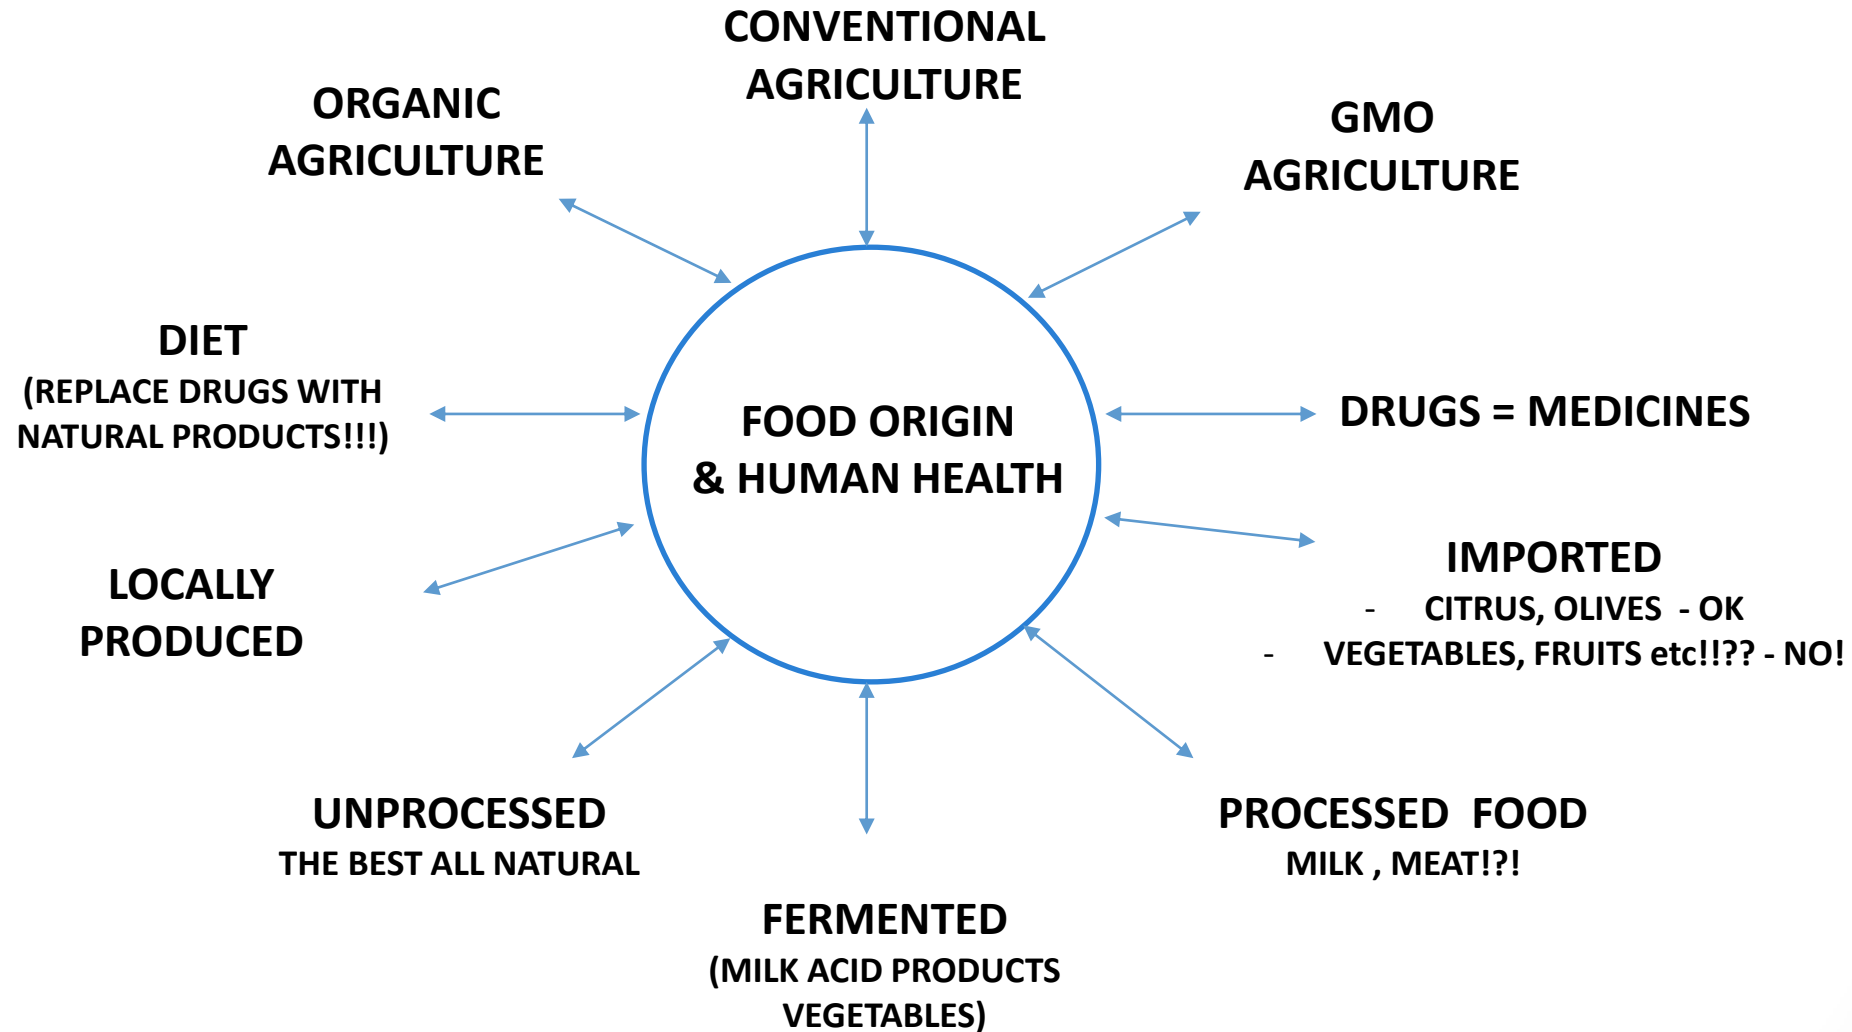 CONVENTIONAL
AGRICULTURE
ORGANIC
AGRICULTURE
GMO
AGRICULTURE
DIET
(REPLACE DRUGS WITH
NATURAL PRODUCTS!!!)
FOOD ORIGIN
& HUMAN HEALTH
DRUGS = MEDICINES
LOCALLY
PRODUCED
IMPORTED
- CITRUS, OLIVES - OK
- VEGETABLES, FRUITS etc!!?? - NO!
UNPROCESSED
THE BEST ALL NATURAL
PROCESSED FOOD
MILK , MEAT!?!
FERMENTED
(MILK ACID PRODUCTS
VEGETABLES)